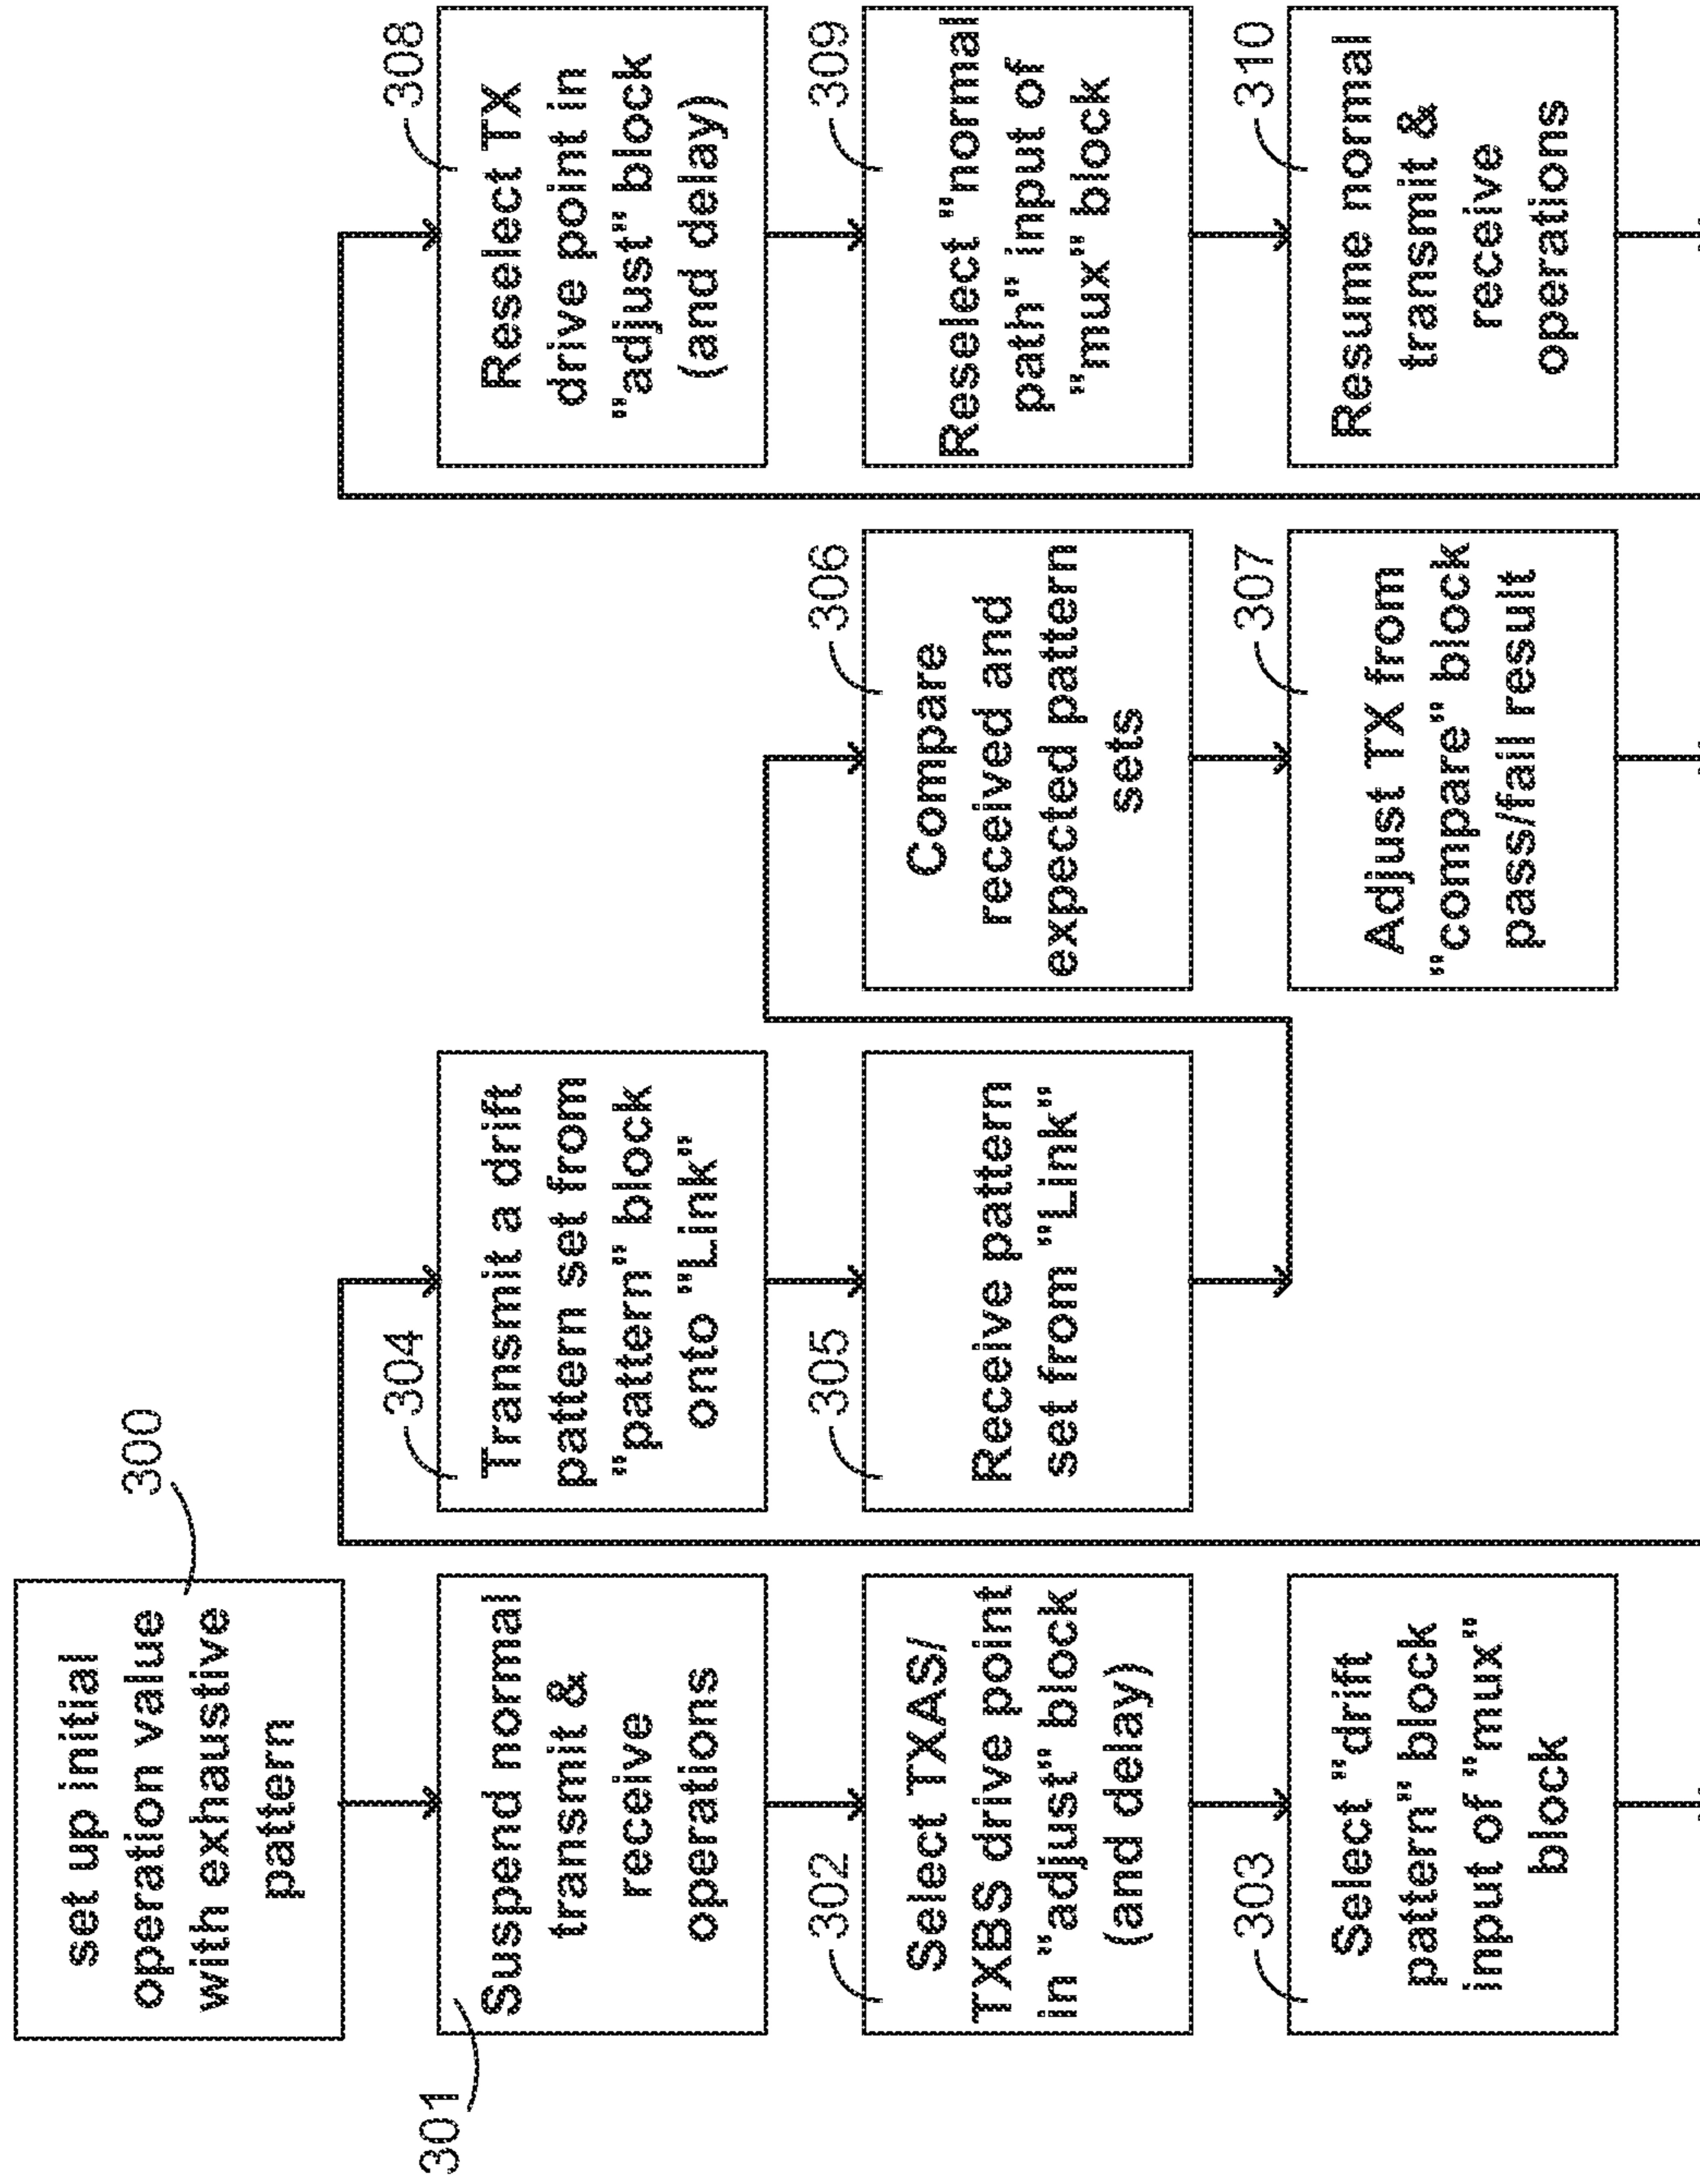 300
set up initial
operation value
with exhaustive
pattern
301
Suspend normal
transmit &
receive
operations
302
Select TXAS/
TXBS drive point
in "adjust" block
(and delay)
303
Select "drift
pattern" block
input of "mux"
block
304
Transmit a drift
pattern set from
"pattern" block
onto "Link"
305
Receive pattern
set from "Link"
306
Compare
received and
expected pattern
sets
307
Adjust TX from
"compare" block
pass/fail result
308
Reselect TX
drive point in
"adjust" block
(and delay)
309
Reselect "normal
path" input of
"mux" block
310
Resume normal
transmit &
receive
operations